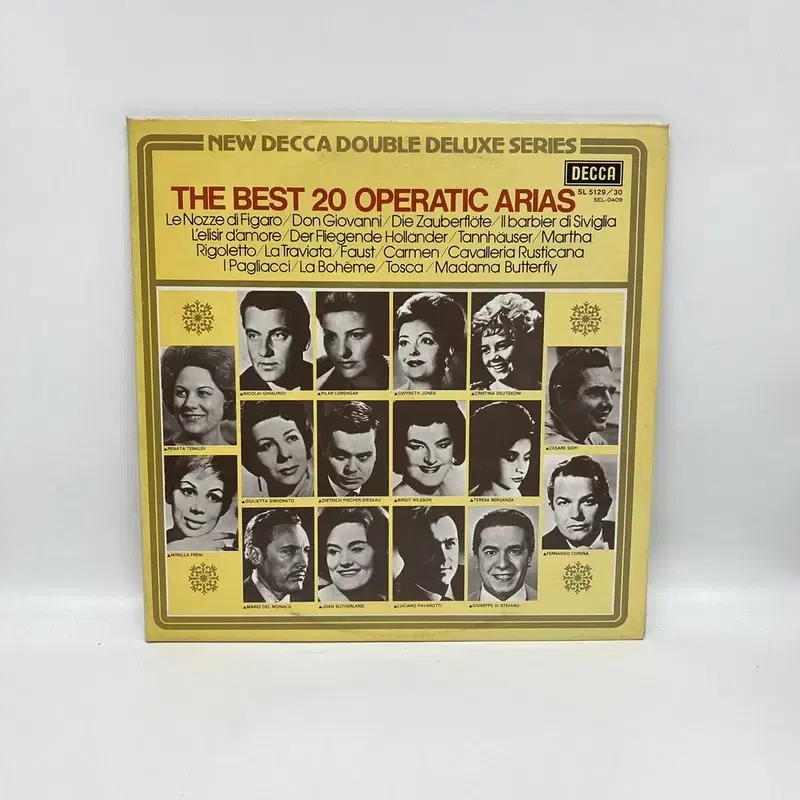 NEW DECCA DOUBLE DELUXE SERIES
DECCA
THE BEST 20 OPERATIC ARIAS
SL 5129/30
SEL-0409
Le Nozze di Figaro/Don Giovanni/Die Zauberflöte/Il barbier di Siviglia
L'elisir d'amore/Der Fliegende Holländer/Tannhäuser/Martha
Rigoletto/La Traviata/Faust/Carmen/Cavalleria Rusticana
I Pagliacci/La Bohème/Tosca/Madama Butterfly
▲NICOLAI GHIAUROV
▲PILAR LORENGAR
▲GWYNETH JONES
▲CRISTINA DEUTEKOM
▲RENATA TEBALDI
▲CESARE SIEPI
▲GIULIETTA SIMIONATO
▲DIETRICH FISCHER-DIESKAU
▲BIRGIT NILSSON
▲TERESA BERGANZA
▲MIRELLA FRENI
▲FERNANDO CORENA
▲MARIO DEL MONACO
▲JOAN SUTHERLAND
▲LUCIANO PAVAROTTI
▲GIUSEPPE DI STEFANO